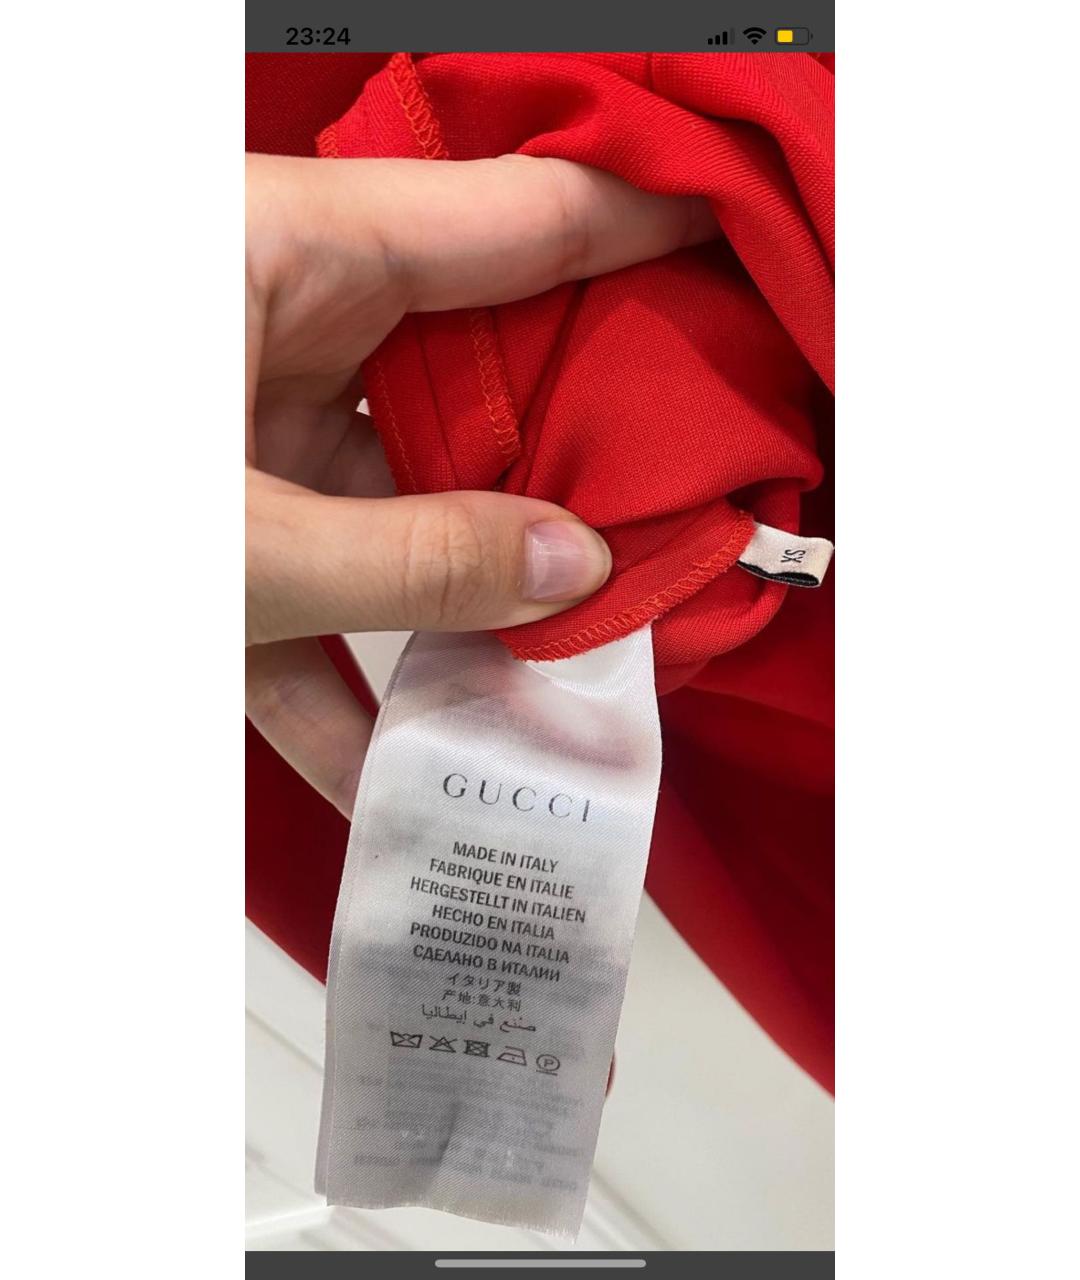 23:24
XS
GUCCI
MADE IN ITALY
FABRIQUE EN ITALIE
HERGESTELLT IN ITALIEN
HECHO EN ITALIA
PRODUZIDO NA ITALIA
СДЕЛАНО В ИТАЛИИ
イタリア製
产地:意大利
صنع في إيطاليا
P